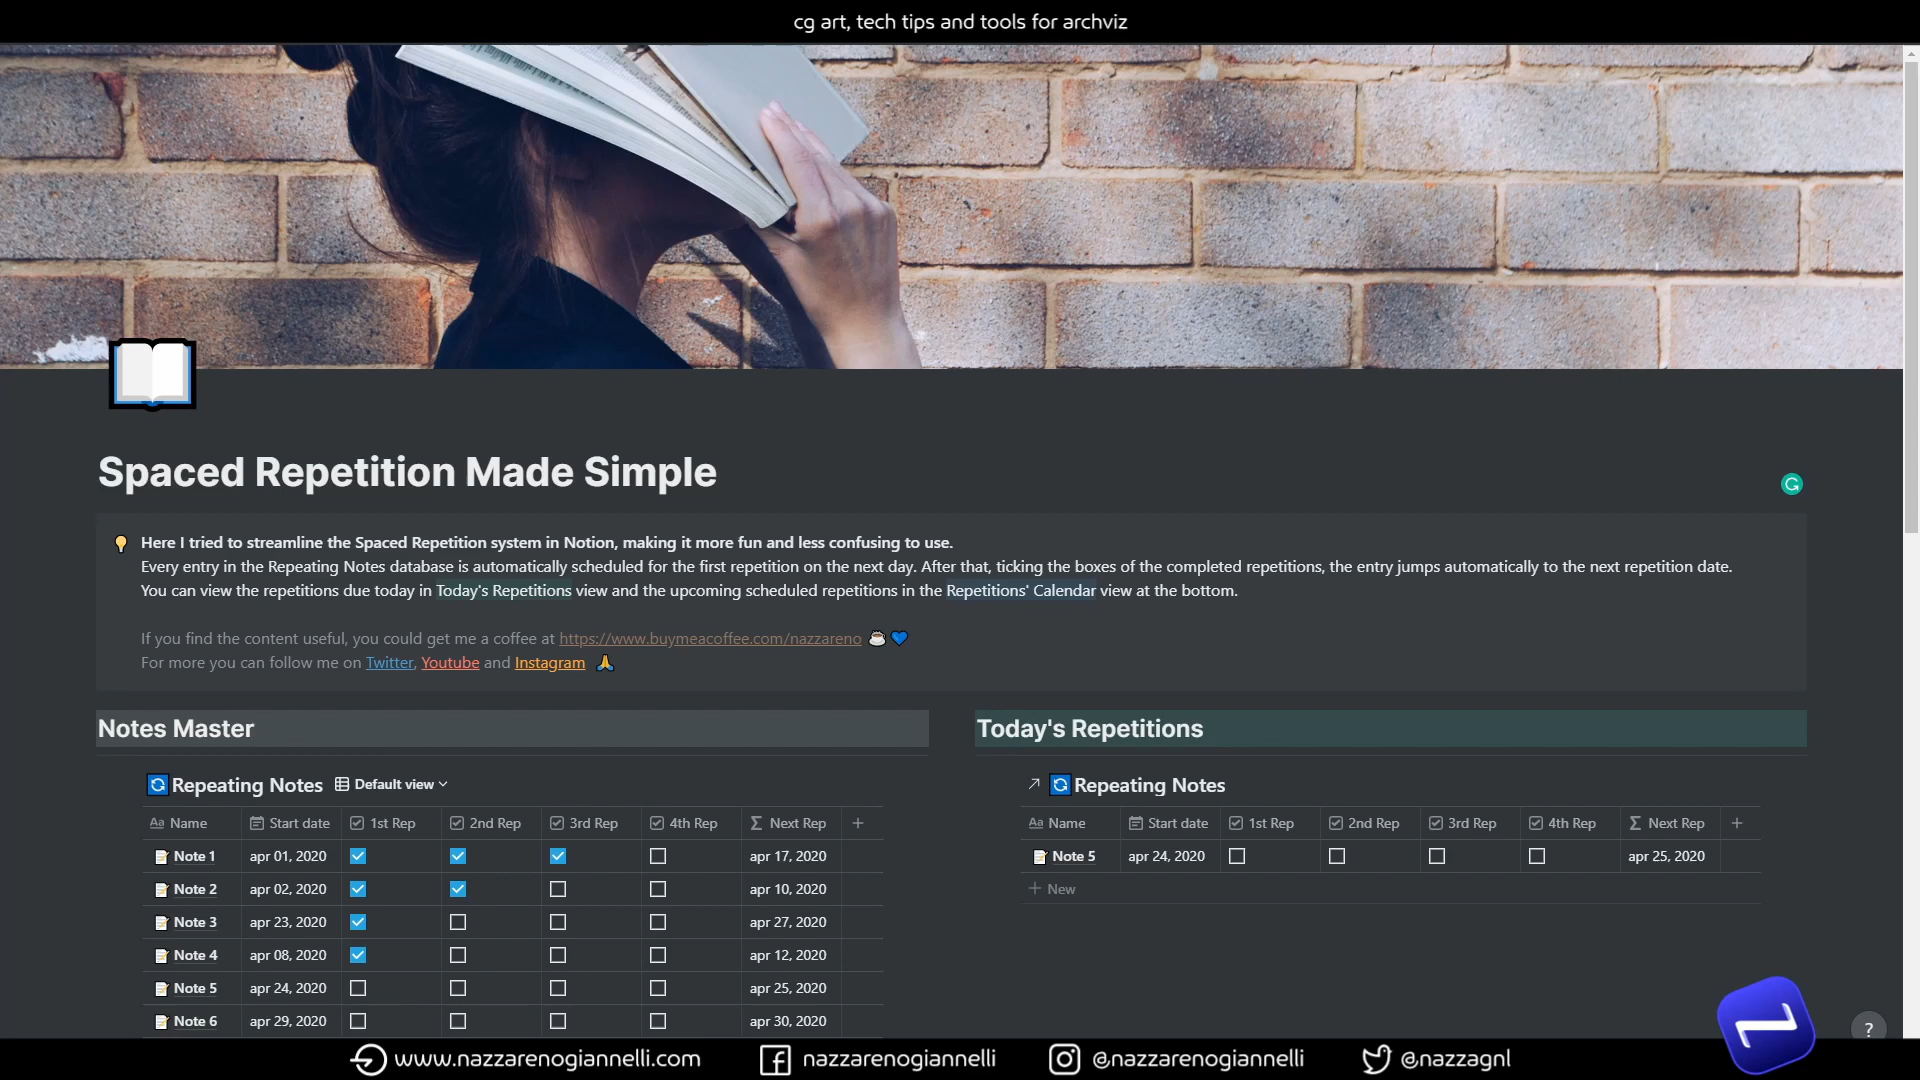 cg art, tech tips and tools for archviz
Spaced Repetition Made Simple
Here I tried to streamline the Spaced Repetition system in Notion, making it more fun and less confusing to use.
Every entry in the Repeating Notes database is automatically scheduled for the first repetition on the next day. After that, ticking the boxes of the completed repetitions, the entry jumps automatically to the next repetition date.
You can view the repetitions due today in Today's Repetitions view and the upcoming scheduled repetitions in the Repetitions' Calendar view at the bottom.
If you find the content useful, you could get me a coffee at https://www.buymeacoffee.com/nazzareno ☕💙
For more you can follow me on Twitter, Youtube and Instagram 🙏
Notes Master
Repeating Notes Default view
Aa Name Start date 1st Rep 2nd Rep 3rd Rep 4th Rep Σ Next Rep +
Note 1 apr 01, 2020 apr 17, 2020
Note 2 apr 02, 2020 apr 10, 2020
Note 3 apr 23, 2020 apr 27, 2020
Note 4 apr 08, 2020 apr 12, 2020
Note 5 apr 24, 2020 apr 25, 2020
Note 6 apr 29, 2020 apr 30, 2020
Today's Repetitions
Repeating Notes
Aa Name Start date 1st Rep 2nd Rep 3rd Rep 4th Rep Σ Next Rep +
Note 5 apr 24, 2020 apr 25, 2020
+ New
?
www.nazzarenogiannelli.com nazzarenogiannelli @nazzarenogiannelli @nazzagnl